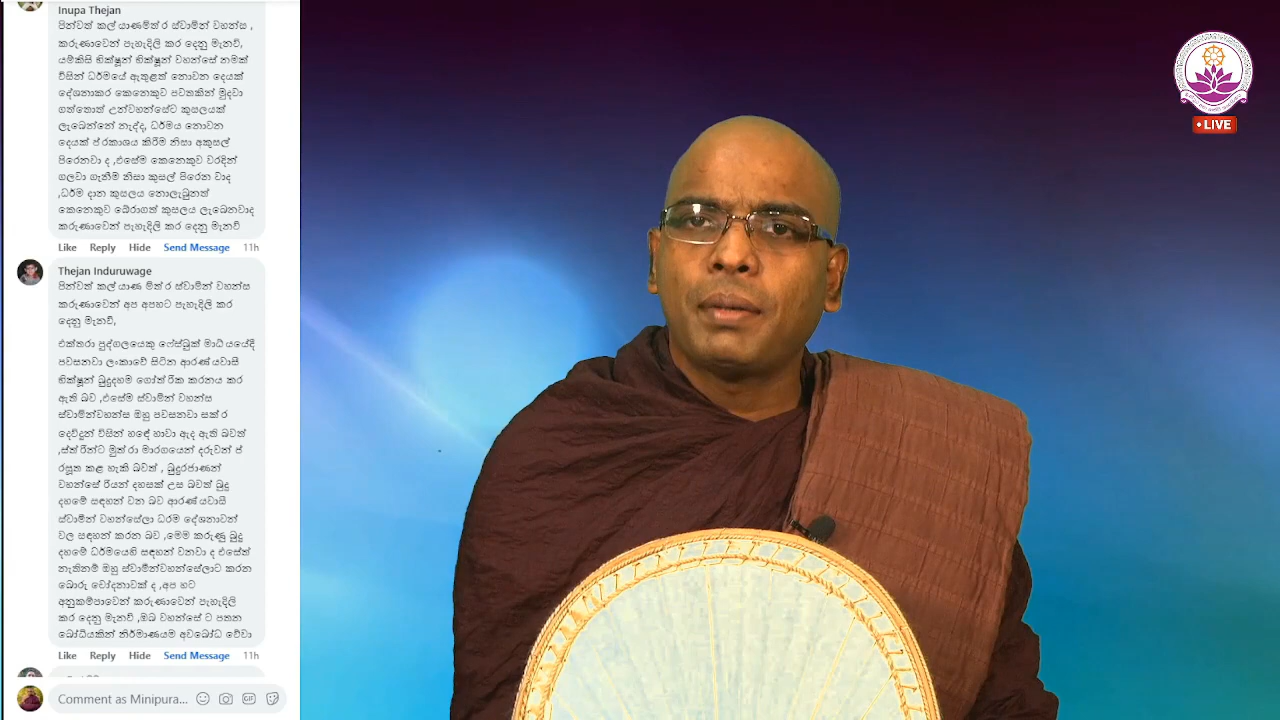 Inupa Thejan
පින්වත් කල් යාණමිත් ර ස්වාමින් වහන්ස ,
කරුණාවෙන් පැහැදිලි කර දෙනු මැනවි,
යම්කිසි භික්ෂූන් භික්ෂූන් වහන්සේ නමක්
විසින් ධර්මයේ ඇතුළත් නොවන දෙයක්
දේශනාකර කෙනෙකුව පවතකින් මුදවා
ගත්තොත් උන්වහන්සේට කුසලයක්
ලැබෙන්නේ නැද්ද, ධර්මය නොවන
දෙයක් ප් රකාශය කිරීම නිසා අකුසල්
පිරෙනවා ද ,එසේම කෙනෙකුව වරදින්
ගලවා ගැනීම නිසා කුසල් පිරෙන වාද
,ධර්ම දාන කුසලය නොලැබුනත්
කෙනෙකුව බේරාගත් කුසලය ලැබෙනවාද
කරුණාවෙන් පැහැදිලි කර දෙනු මැනවි
Like Reply Hide Send Message 11h
Thejan Induruwage
පින්වත් කල් යාණ මිත් ර ස්වාමින් වහන්ස
කරුණාවෙන් අප අපහට පැහැදිලි කර
දෙනු මැනවි,
එක්තරා පුද්ගලයෙකු ෆේස්බුක් මාධ් යයේදී
පවසනවා ලංකාවේ සිටින ආරණ් යවාසී
භික්ෂූන් බුදුදහම ගෝත් රික කරනය කර
ඇති බව ,එසේම ස්වාමින් වහන්ස
ස්වාමින්වහන්ස ඔහු පවසනවා සක් ර
දෙවිදුන් විසින් හඳේ හාවා ඇද ඇති බවත්
,ස්ත් රීන්ට මුත් රා මාර්ගයෙන් දරුවන් ප්
රසූත කළ හැකි බවත් , බුදුරජාණන්
වහන්සේ රියන් දහසක් උස බවත් බුදු
දහමේ සඳහන් වන බව ආරණ් යවාසී
ස්වාමින් වහන්සේලා ධර්ම දේශනාවන්
වල සඳහන් කරන බව ,මෙම කරුණු බුදු
දහමේ ධර්මයෙහි සඳහන් වනවා ද එසේත්
නැතිනම් ඔහු ස්වාමින්වහන්සේලාට කරන
බොරු චෝදනාවක් ද ,අප හට
අනුකම්පාවෙන් කරුණාවෙන් පැහැදිලි
කර දෙනු මැනවි ,ඔබ වහන්සේ ට පතන
බෝධියකින් නිර්මාණයම අවබෝධ වේවා
Like Reply Hide Send Message 11h
Comment as Minipura... GIF
• LIVE